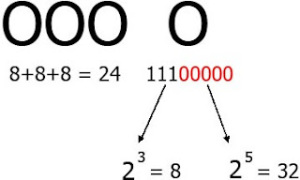 OOO O
8+8+8 = 24 11100000
2³ = 8 2⁵ = 32